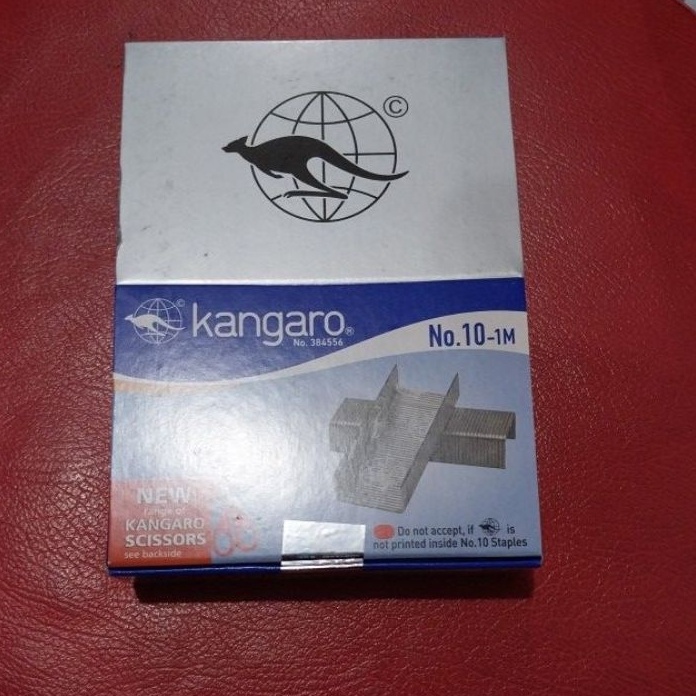 ©
© kangaro®
No. 384556
No.10-1M
NEW
range of
KANGARO
SCISSORS
see backside
Do not accept, if is
not printed inside No.10 Staples